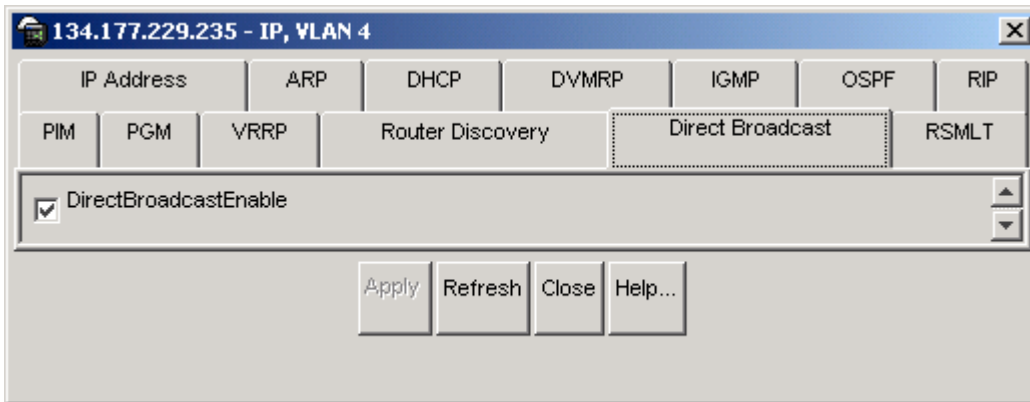 134.177.229.235 - IP, VLAN 4
IP Address ARP DHCP DVMRP IGMP OSPF RIP
PIM PGM VRRP Router Discovery Direct Broadcast RSMLT
DirectBroadcastEnable
Apply Refresh Close Help...